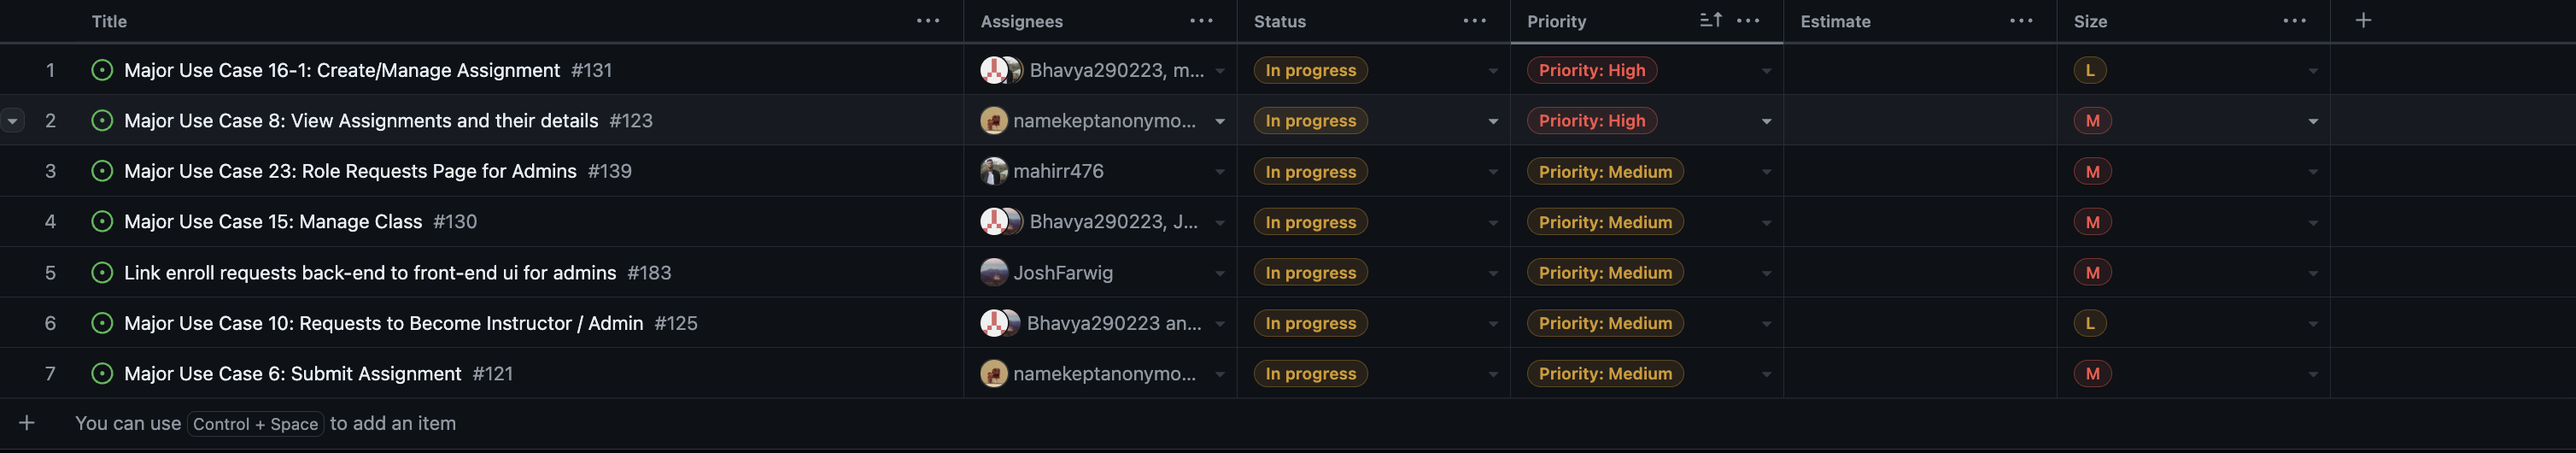 Title Assignees Status Priority Estimate Size
1 Major Use Case 16-1: Create/Manage Assignment #131 Bhavya290223, m... In progress Priority: High L
2 Major Use Case 8: View Assignments and their details #123 namekeptanonymo... In progress Priority: High M
3 Major Use Case 23: Role Requests Page for Admins #139 mahirr476 In progress Priority: Medium M
4 Major Use Case 15: Manage Class #130 Bhavya290223, J... In progress Priority: Medium M
5 Link enroll requests back-end to front-end ui for admins #183 JoshFarwig In progress Priority: Medium M
6 Major Use Case 10: Requests to Become Instructor / Admin #125 Bhavya290223 an... In progress Priority: Medium L
7 Major Use Case 6: Submit Assignment #121 namekeptanonymo... In progress Priority: Medium M
You can use Control + Space to add an item